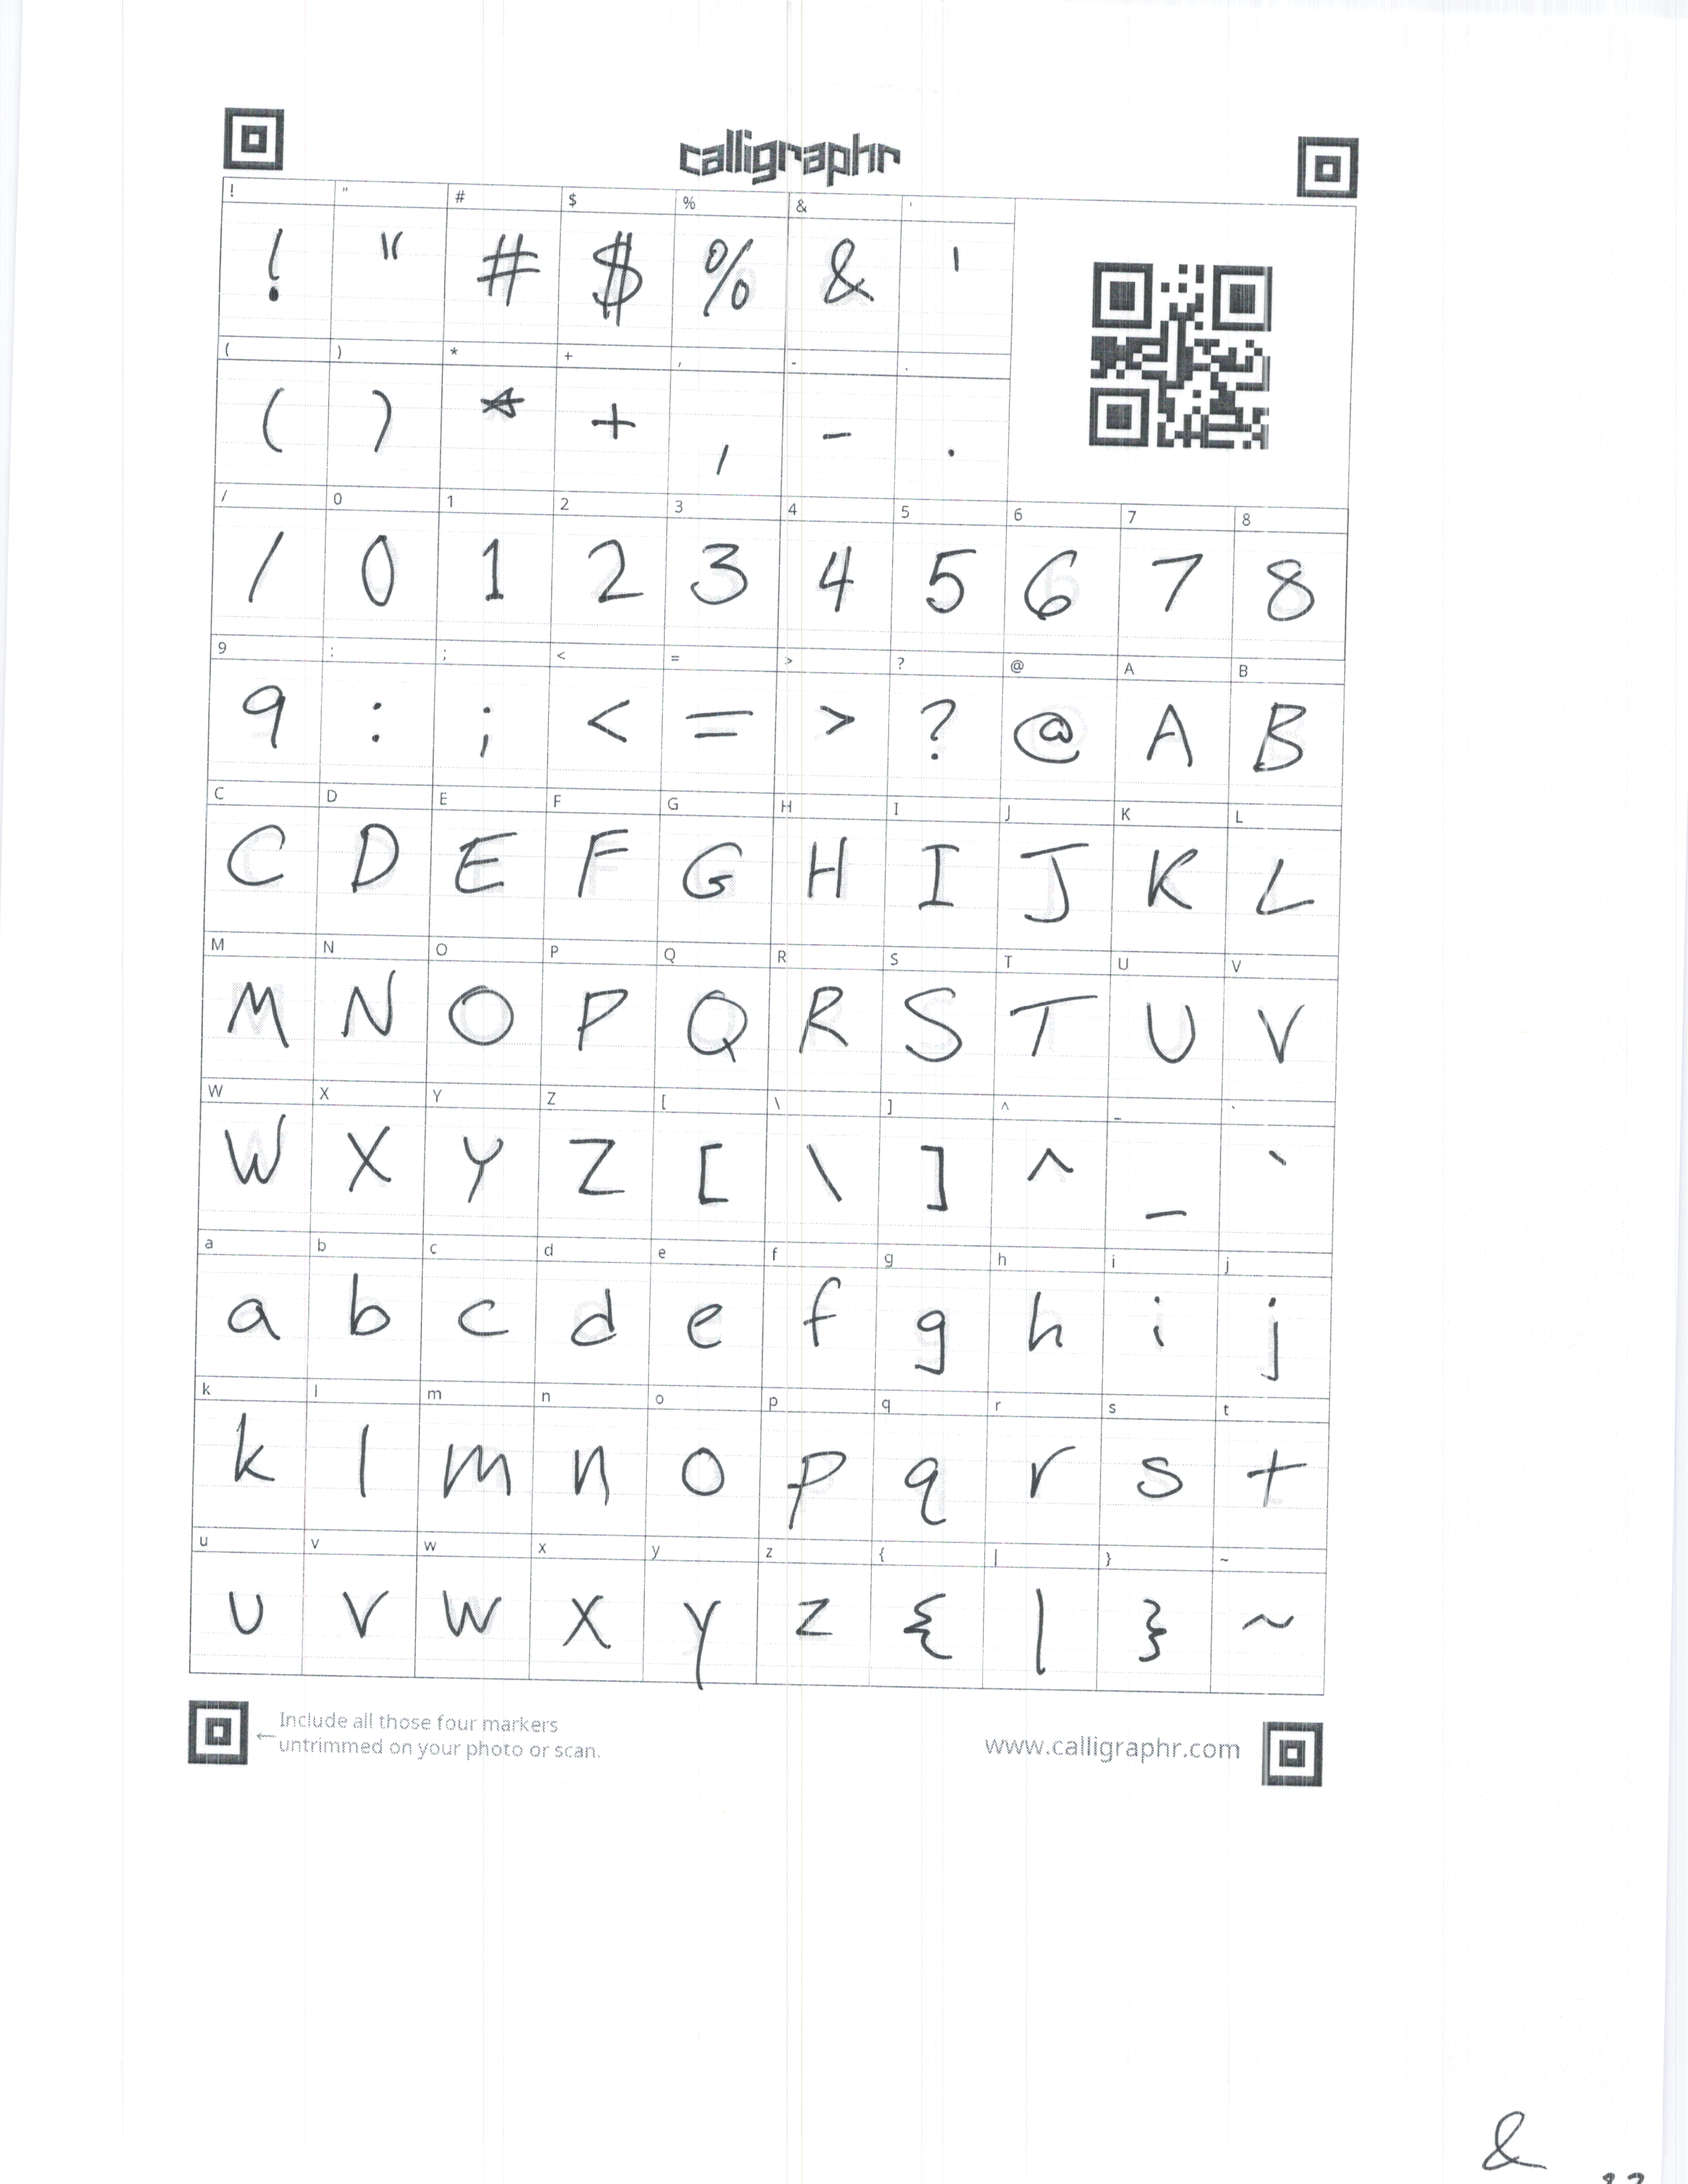 calligraphr
! " # $ % & '
! " # $ % & '
( ) * + , - .
( ) * + , - .
/ 0 1 2 3 4 5 6 7 8
/ 0 1 2 3 4 5 6 7 8
9 : ; < = > ? @ A B
9 : ; < = > ? @ A B
C D E F G H I J K L
C D E F G H I J K L
M N O P Q R S T U V
M N O P Q R S T U V
W X Y Z [ \ ] ^ _ `
W X Y Z [ \ ] ^ _ `
a b c d e f g h i j
a b c d e f g h i j
k l m n o p q r s t
k l m n o p q r s t
u v w x y z { | } ~
u v w x y z { | } ~
← Include all those four markers
untrimmed on your photo or scan.
www.calligraphr.com
&